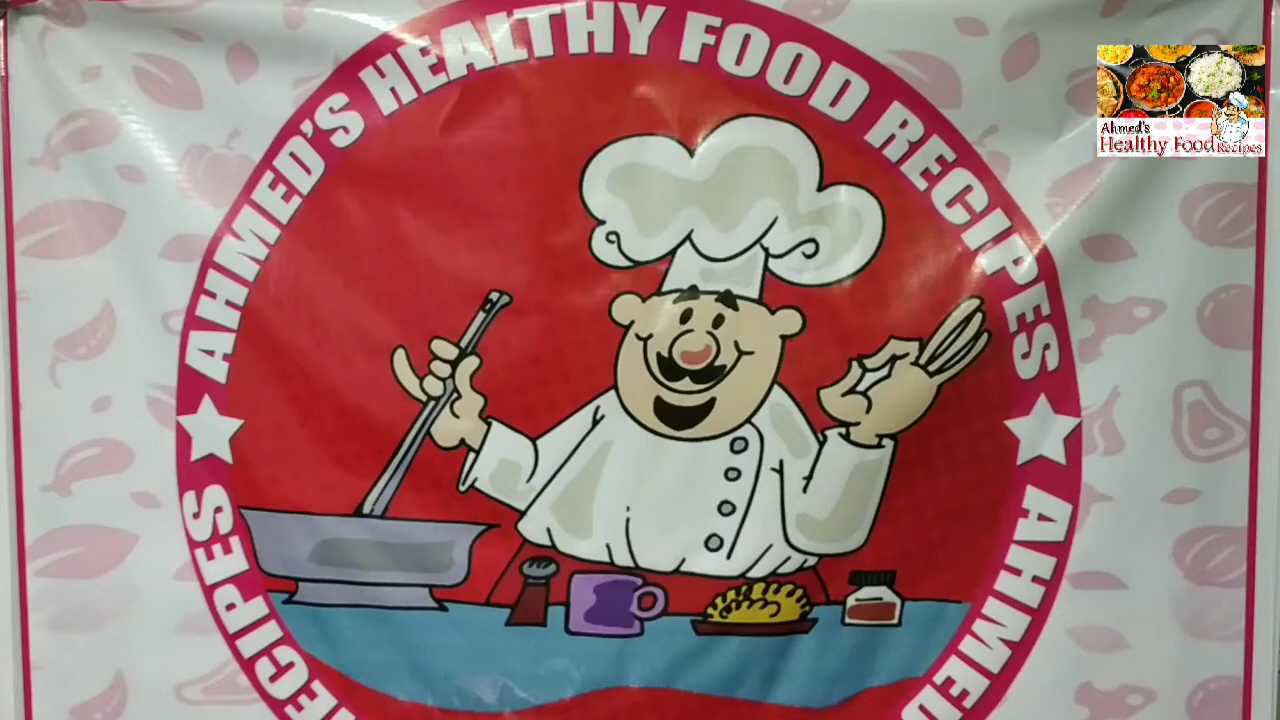 AHMED'S HEALTHY FOOD RECIPES
AHMED
RECIPES
Ahmed's
Healthy Food Recipes